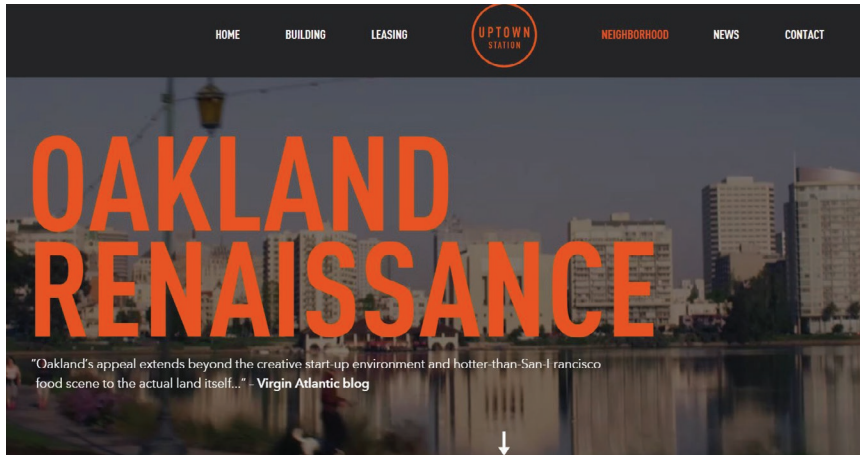 HOME BUILDING LEASING UPTOWN NEIGHBORHOOD NEWS CONTACT
STATION
OAKLAND
RENAISSANCE
"Oakland's appeal extends beyond the creative start-up environment and hotter-than-San-Francisco
food scene to the actual land itself..." - Virgin Atlantic blog